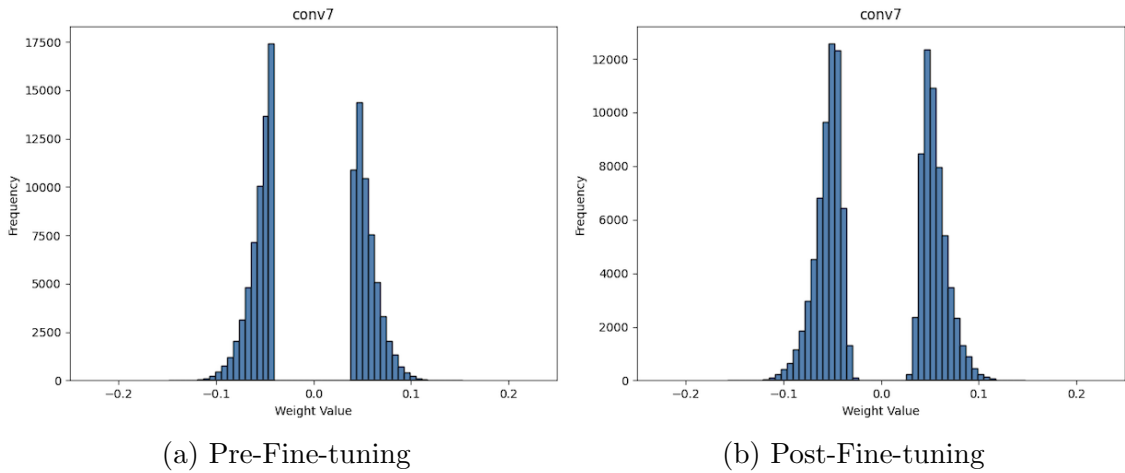 conv7
17500
15000
12500
10000
7500
5000
2500
0
Frequency
−0.2 −0.1 0.0 0.1 0.2
Weight Value
(a) Pre-Fine-tuning
conv7
12000
10000
8000
6000
4000
2000
0
Frequency
−0.2 −0.1 0.0 0.1 0.2
Weight Value
(b) Post-Fine-tuning